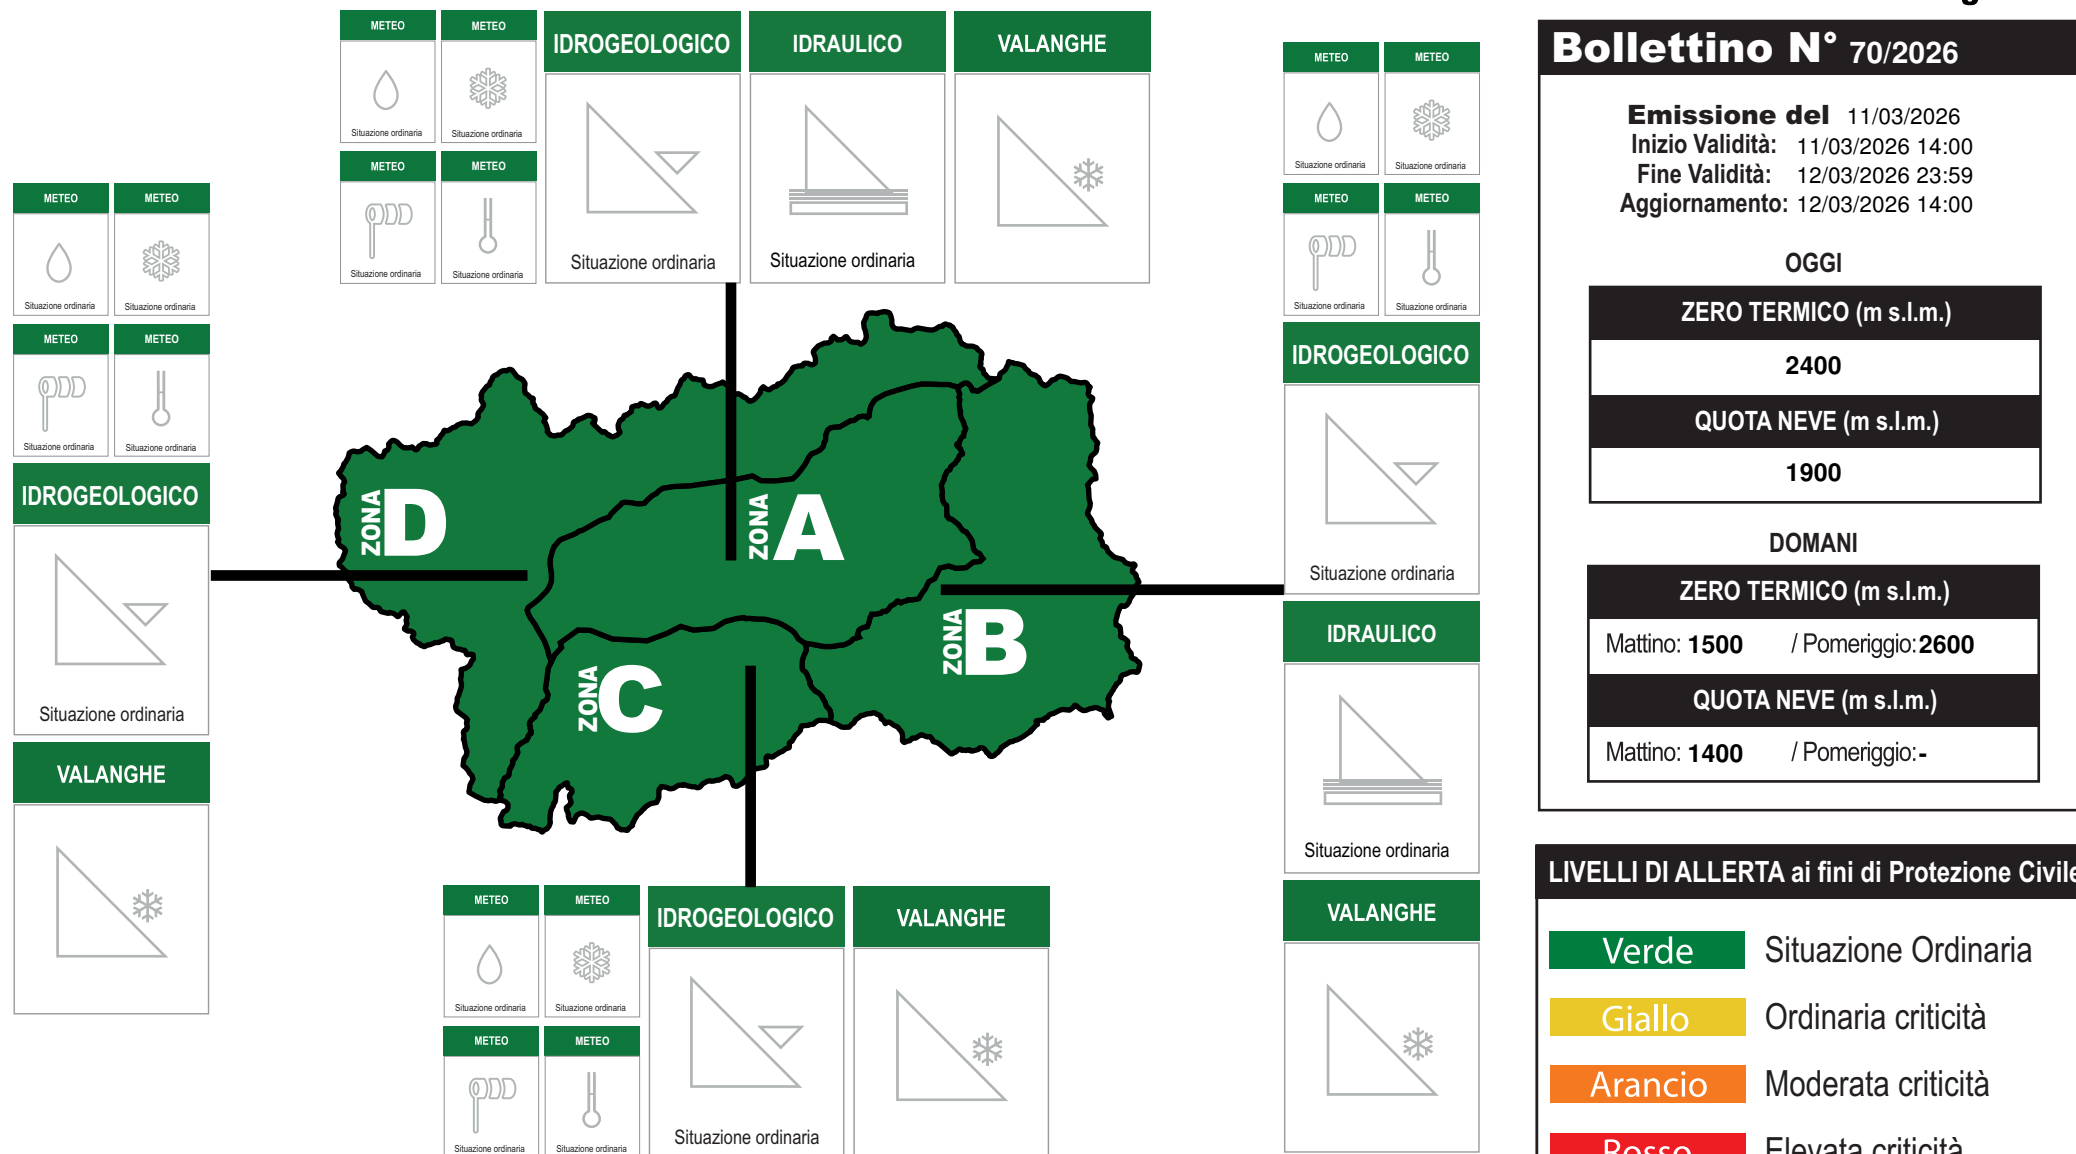 METEO
METEO
Situazione ordinaria
Situazione ordinaria
METEO
METEO
Situazione ordinaria
Situazione ordinaria
IDROGEOLOGICO
Situazione ordinaria
IDRAULICO
Situazione ordinaria
VALANGHE
METEO
METEO
Situazione ordinaria
Situazione ordinaria
METEO
METEO
Situazione ordinaria
Situazione ordinaria
IDROGEOLOGICO
Situazione ordinaria
VALANGHE
ZONA D
ZONA A
ZONA B
ZONA C
METEO
METEO
Situazione ordinaria
Situazione ordinaria
METEO
METEO
Situazione ordinaria
Situazione ordinaria
IDROGEOLOGICO
Situazione ordinaria
IDRAULICO
Situazione ordinaria
VALANGHE
METEO
METEO
Situazione ordinaria
Situazione ordinaria
METEO
METEO
Situazione ordinaria
Situazione ordinaria
IDROGEOLOGICO
Situazione ordinaria
VALANGHE
Bollettino N° 70/2026
Emissione del 11/03/2026
Inizio Validità: 11/03/2026 14:00
Fine Validità: 12/03/2026 23:59
Aggiornamento: 12/03/2026 14:00
OGGI
ZERO TERMICO (m s.l.m.)
2400
QUOTA NEVE (m s.l.m.)
1900
DOMANI
ZERO TERMICO (m s.l.m.)
Mattino: 1500 / Pomeriggio: 2600
QUOTA NEVE (m s.l.m.)
Mattino: 1400 / Pomeriggio: -
LIVELLI DI ALLERTA ai fini di Protezione Civile
Verde Situazione Ordinaria
Giallo Ordinaria criticità
Arancio Moderata criticità
Rosso Elevata criticità